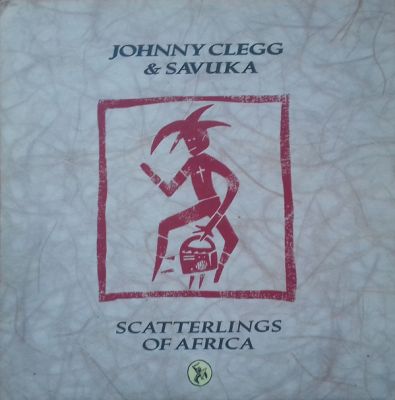 JOHNNY CLEGG
& SAVUKA
SCATTERLINGS
OF AFRICA